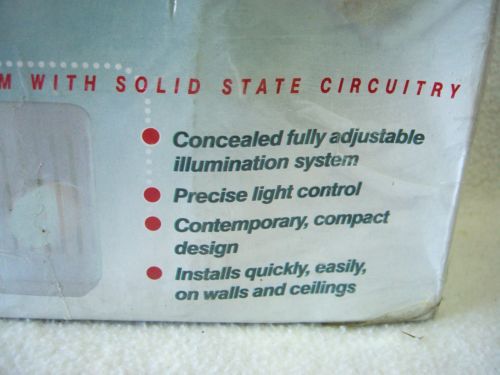 M WITH SOLID STATE CIRCUITRY
Concealed fully adjustable
illumination system
Precise light control
Contemporary, compact
design
Installs quickly, easily,
on walls and ceilings